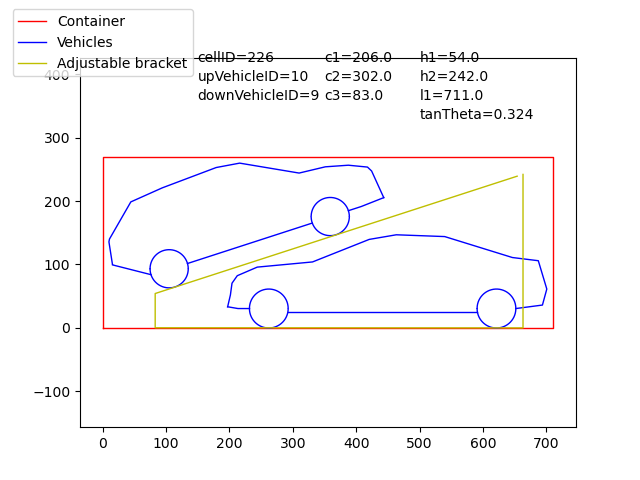 Container
Vehicles
Adjustable bracket
cellID=226 c1=206.0 h1=54.0
upVehicleID=10 c2=302.0 h2=242.0
downVehicleID=9 c3=83.0 l1=711.0
tanTheta=0.324
400
300
200
100
0
−100
0 100 200 300 400 500 600 700